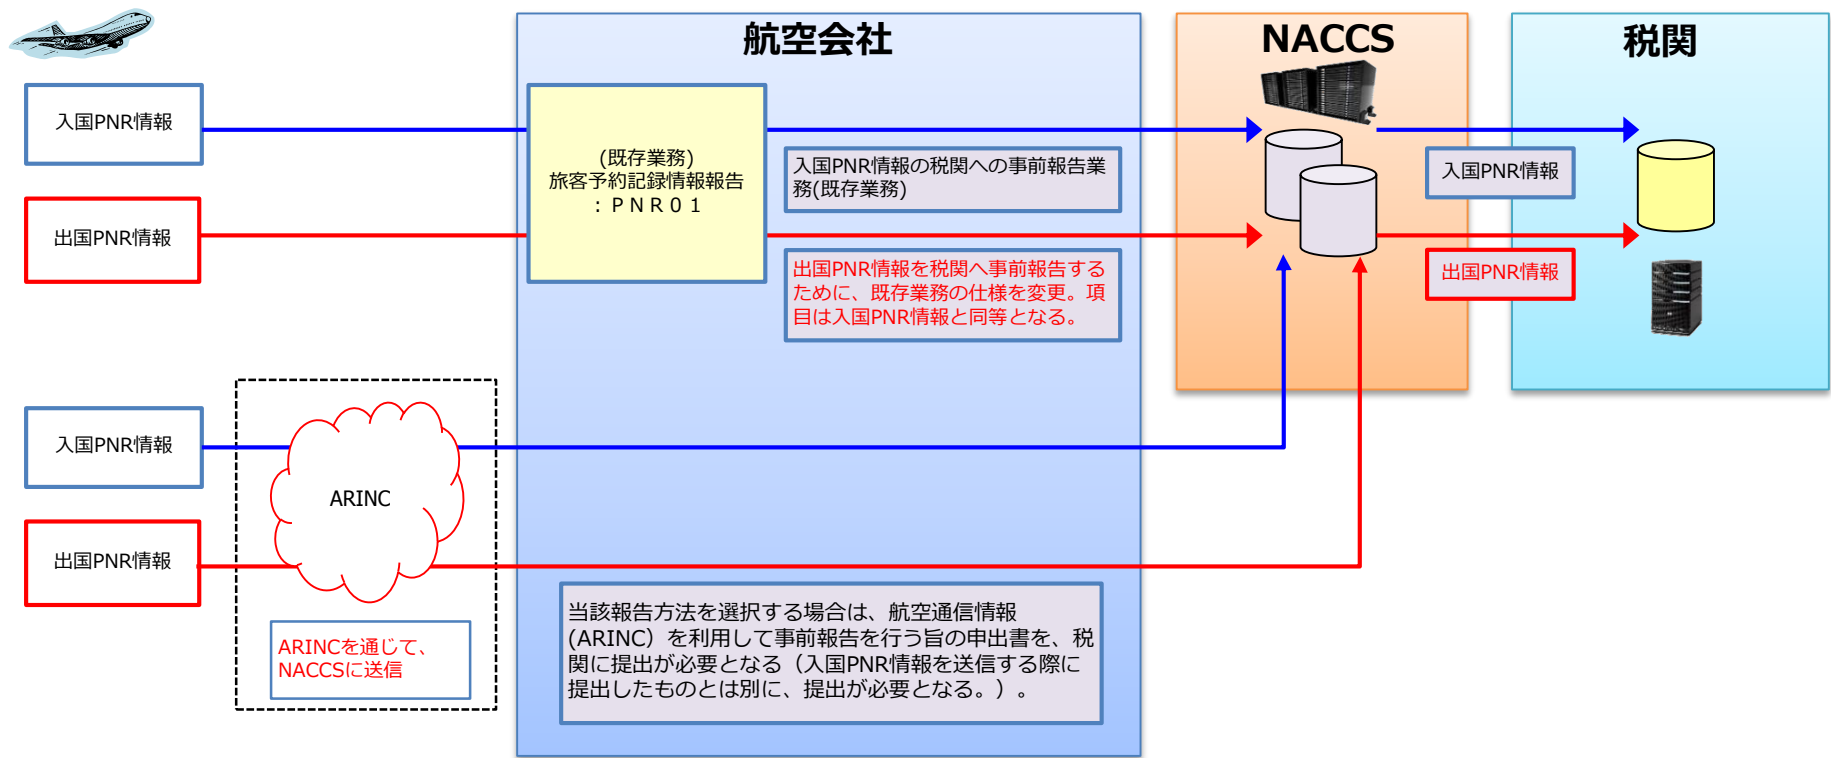 航空会社
NACCS
税関
入国PNR情報
(既存業務)
旅客予約記録情報報告
：ＰＮＲ０１
入国PNR情報の税関への事前報告業
務(既存業務)
入国PNR情報
出国PNR情報
出国PNR情報を税関へ事前報告する
ために、既存業務の仕様を変更。項
目は入国PNR情報と同等となる。
出国PNR情報
入国PNR情報
ARINC
出国PNR情報
ARINCを通じて、
NACCSに送信
当該報告方法を選択する場合は、航空通信情報
(ARINC）を利用して事前報告を行う旨の申出書を、税
関に提出が必要となる（入国PNR情報を送信する際に
提出したものとは別に、提出が必要となる。）。